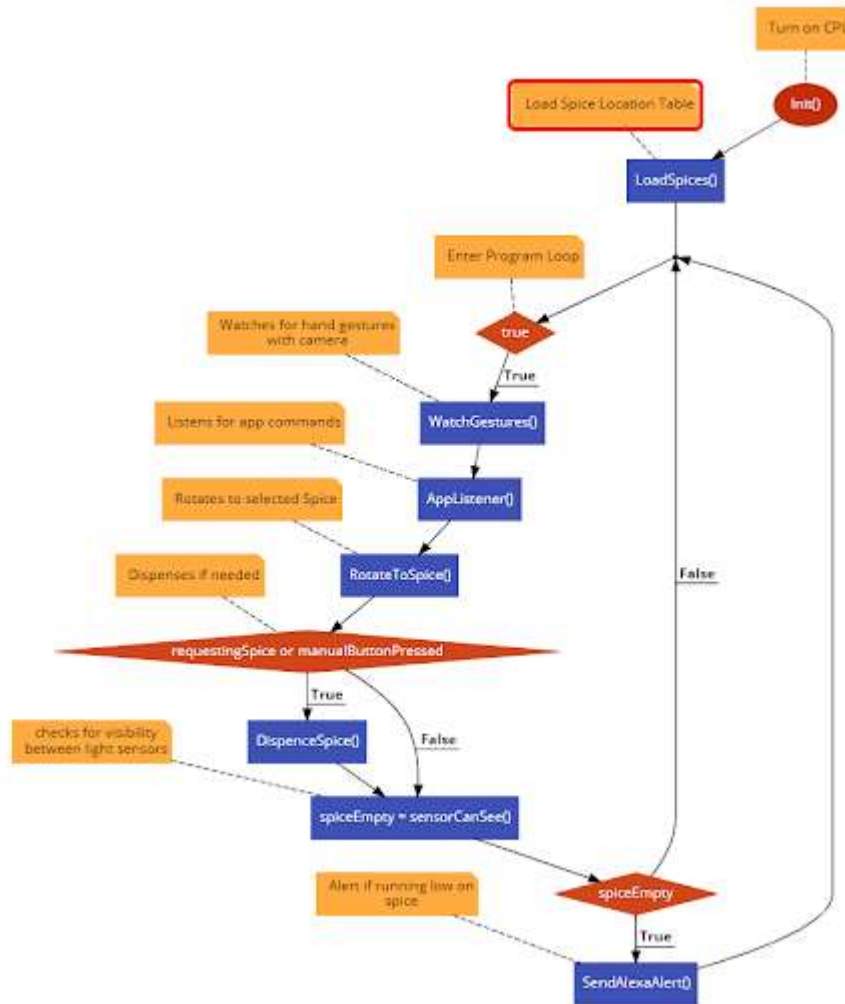 Turn on CPU
Init()
Load Spice Location Table
LoadSpices()
Enter Program Loop
true
True
Watches for hand gestures
with camera
WatchGestures()
Listens for app commands
AppListener()
Rotates to selected Spice
RotateToSpice()
Dispenses if needed
requestingSpice or manualButtonPressed
True
False
False
checks for visibility
between light sensors
DispenceSpice()
spiceEmpty = sensorCanSee()
Alert if running low on
spice
spiceEmpty
True
SendAlexaAlert()